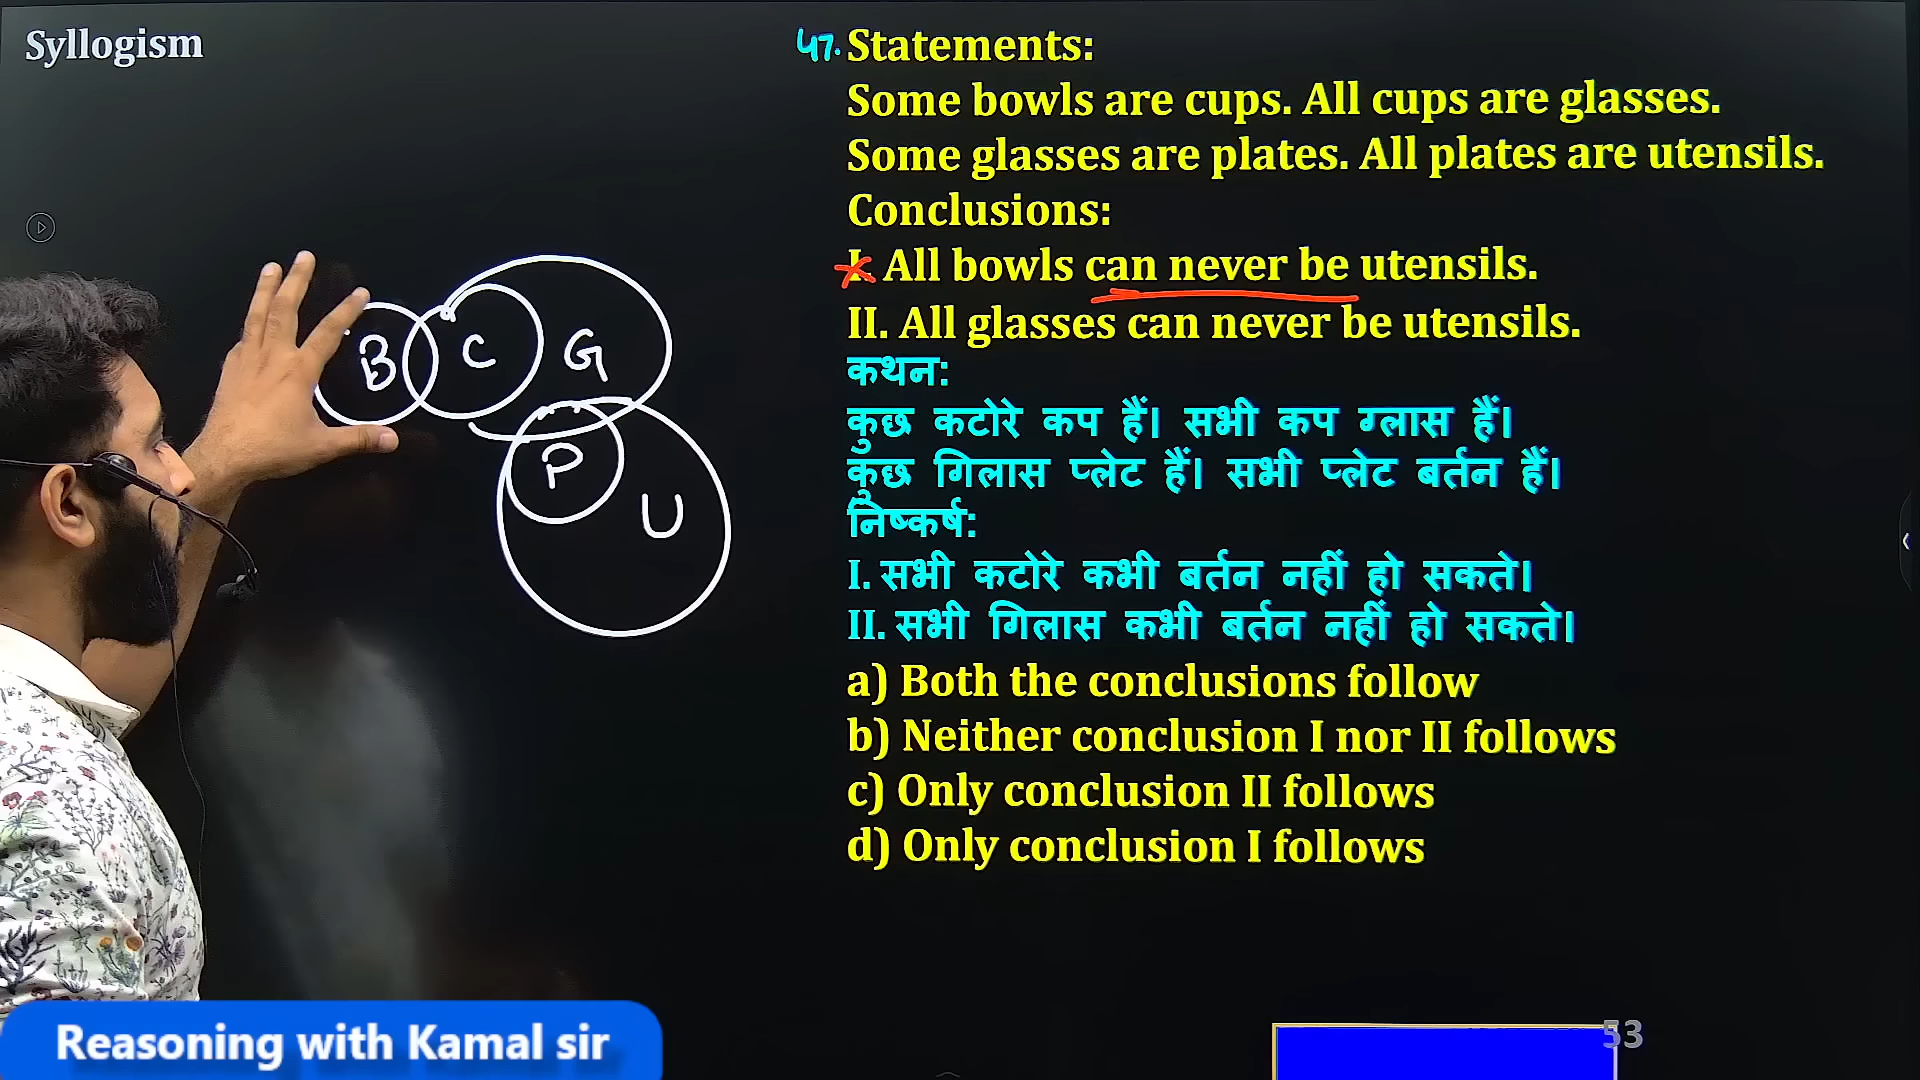 Syllogism
47. Statements:
Some bowls are cups. All cups are glasses.
Some glasses are plates. All plates are utensils.
Conclusions:
I. All bowls can never be utensils.
II. All glasses can never be utensils.
कथन:
कुछ कटोरे कप हैं। सभी कप ग्लास हैं।
कुछ गिलास प्लेट हैं। सभी प्लेट बर्तन हैं।
निष्कर्ष:
I. सभी कटोरे कभी बर्तन नहीं हो सकते।
II. सभी गिलास कभी बर्तन नहीं हो सकते।
a) Both the conclusions follow
b) Neither conclusion I nor II follows
c) Only conclusion II follows
d) Only conclusion I follows
B C G
P
U
Reasoning with Kamal sir
53